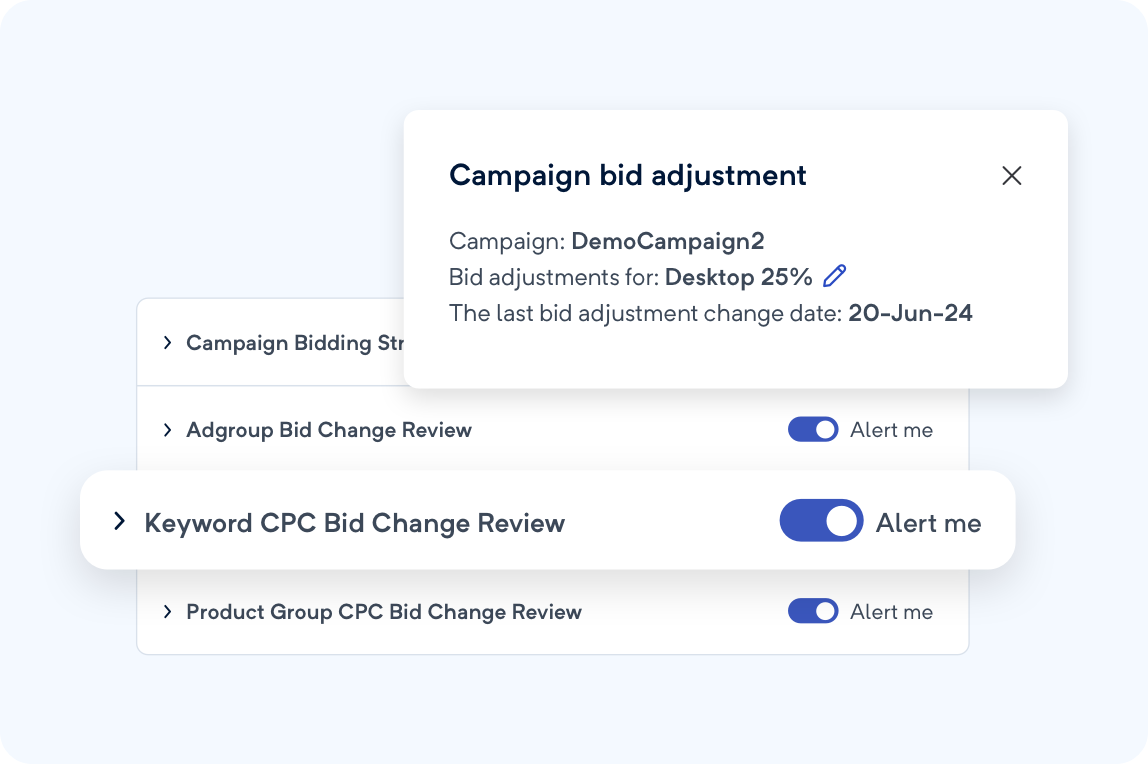 Campaign bid adjustment
Campaign: DemoCampaign2
Bid adjustments for: Desktop 25%
The last bid adjustment change date: 20-Jun-24
Campaign Bidding
Adgroup Bid Change Review Alert me
Keyword CPC Bid Change Review Alert me
Product Group CPC Bid Change Review Alert me